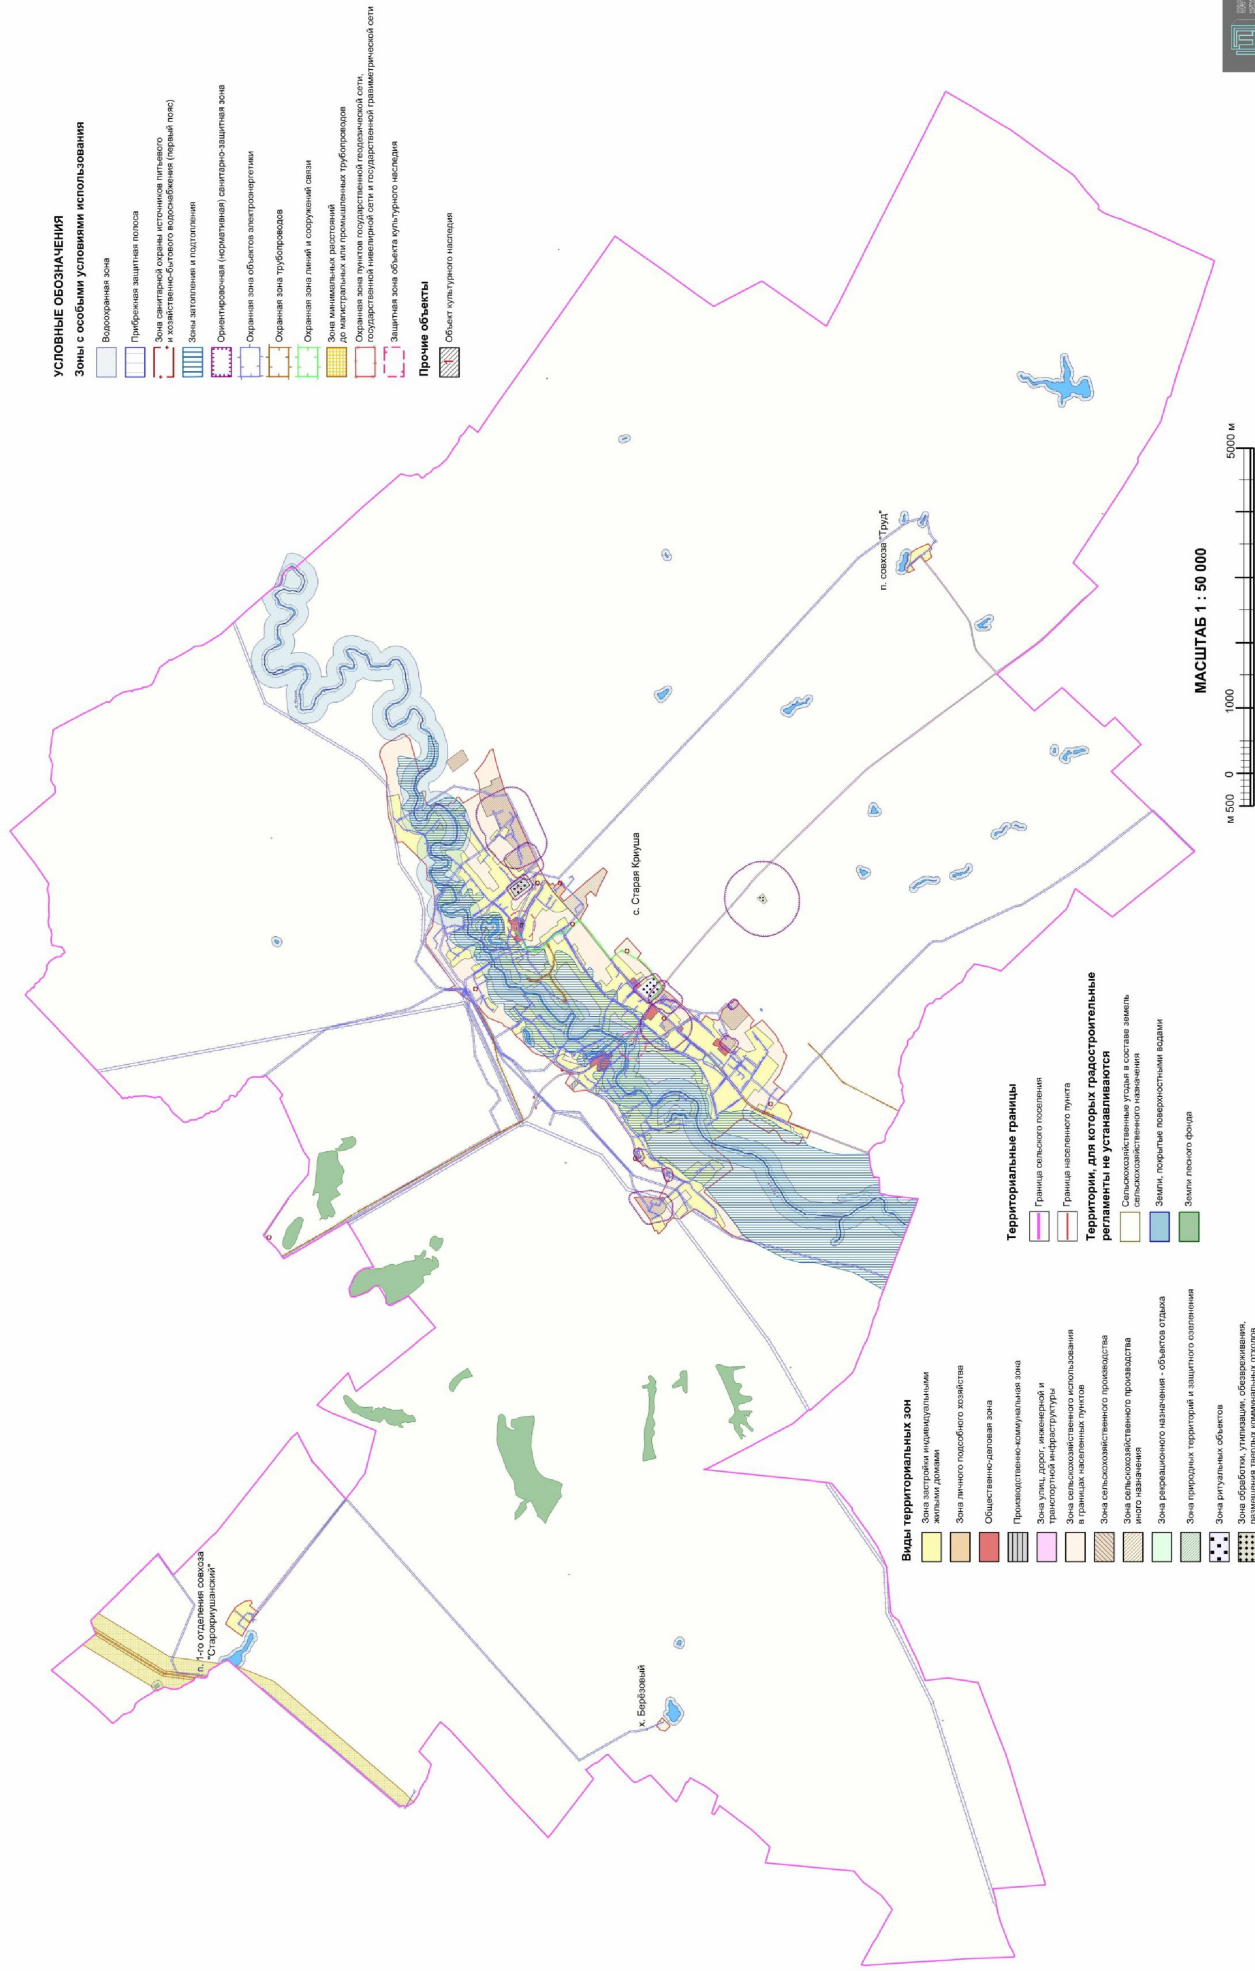 УСЛОВНЫЕ ОБОЗНАЧЕНИЯ
Зоны с особыми условиями использования
Водоохранная зона
Прибрежная защитная полоса
Зона санитарной охраны источников питьевого
и хозяйственно-бытового водоснабжения (первый пояс)
Зоны затопления и подтопления
Ориентировочная (нормативная) санитарно-защитная зона
Охранная зона объектов электроэнергетики
Охранная зона трубопроводов
Охранная зона линий и сооружений связи
Зона минимальных расстояний
до магистральных или промышленных трубопроводов
Охранная зона пунктов государственной геодезической сети,
государственной нивелирной сети и государственной гравиметрической сети
Защитная зона объекта культурного наследия
Прочие объекты
Объект культурного наследия
п. 1-го отделения совхоза
"Старокриушанский"
х. Берёзовый
с. Старая Криуша
п. совхоза "Труд"
Виды территориальных зон
Зона застройки индивидуальными
жилыми домами
Зона личного подсобного хозяйства
Общественно-деловая зона
Производственно-коммунальная зона
Зона улиц, дорог, инженерной и
транспортной инфраструктуры
Зона сельскохозяйственного использования
в границах населенных пунктов
Зона сельскохозяйственного производства
Зона сельскохозяйственного производства
иного назначения
Зона рекреационного назначения - объектов отдыха
Зона природных территорий и защитного озеленения
Зона ритуальных объектов
Зона обработки, утилизации, обезвреживания,
размещения твердых коммунальных отходов
Территориальные границы
Граница сельского поселения
Граница населенного пункта
Территории, для которых градостроительные
регламенты не устанавливаются
Сельскохозяйственные угодья в составе земель
сельскохозяйственного назначения
Земли, покрытые поверхностными водами
Земли лесного фонда
МАСШТАБ 1 : 50 000
м 500 0 1000 5000 м